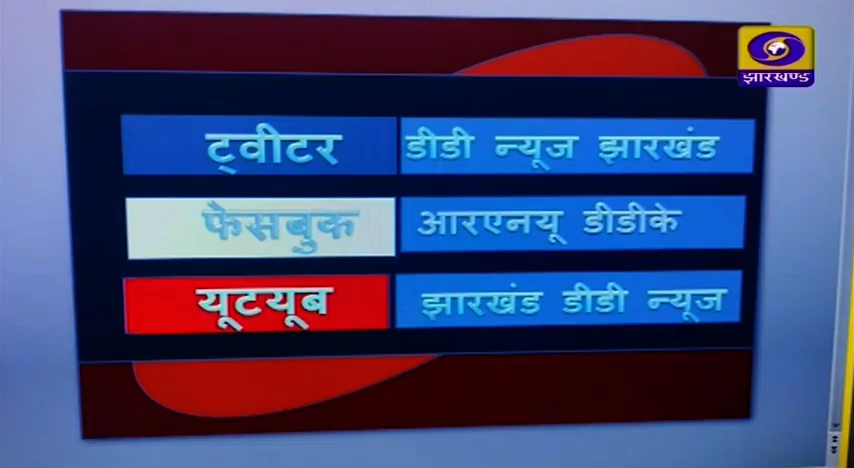 झारखण्ड
ट्वीटर डीडी न्यूज झारखंड
फेसबुक आरएनयू डीडीके
यूटयूब झारखंड डीडी न्यूज